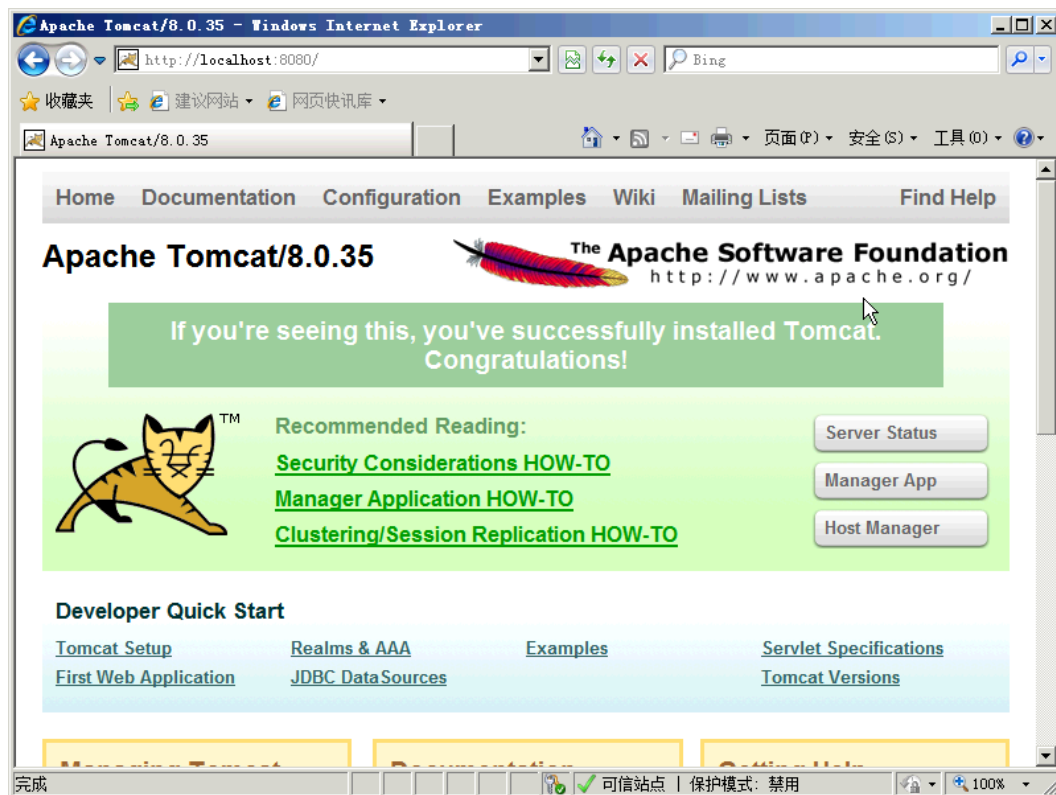 Apache Tomcat/8.0.35 - Windows Internet Explorer
http://localhost:8080/
Bing
收藏夹 建议网站 网页快讯库
Apache Tomcat/8.0.35 页面(P) 安全(S) 工具(O)
Home Documentation Configuration Examples Wiki Mailing Lists Find Help
Apache Tomcat/8.0.35
The Apache Software Foundation
http://www.apache.org/
If you're seeing this, you've successfully installed Tomcat.
Congratulations!
TM
Recommended Reading:
Security Considerations HOW-TO
Manager Application HOW-TO
Clustering/Session Replication HOW-TO
Server Status
Manager App
Host Manager
Developer Quick Start
Tomcat Setup Realms & AAA Examples Servlet Specifications
First Web Application JDBC DataSources Tomcat Versions
Managing Tomcat Documentation Getting Help
完成 可信站点 | 保护模式: 禁用 100%